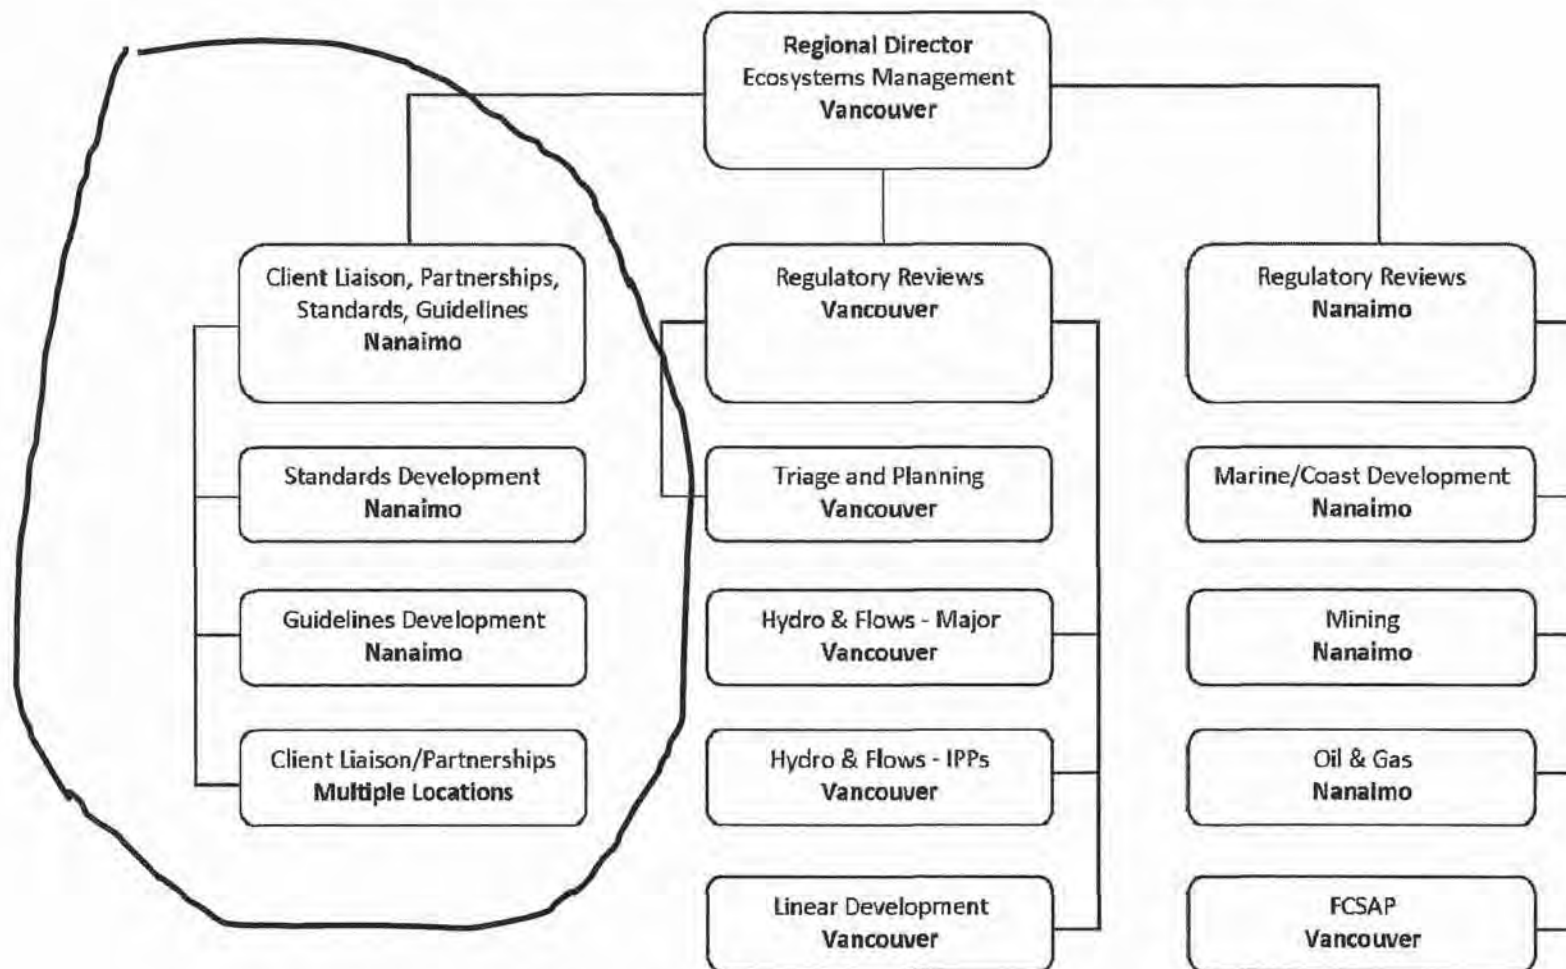 Regional Director
Ecosystems Management
Vancouver
Client Liaison, Partnerships,
Standards, Guidelines
Nanaimo
Standards Development
Nanaimo
Guidelines Development
Nanaimo
Client Liaison/Partnerships
Multiple Locations
Regulatory Reviews
Vancouver
Triage and Planning
Vancouver
Hydro & Flows - Major
Vancouver
Hydro & Flows - IPPs
Vancouver
Linear Development
Vancouver
Regulatory Reviews
Nanaimo
Marine/Coast Development
Nanaimo
Mining
Nanaimo
Oil & Gas
Nanaimo
FCSAP
Vancouver